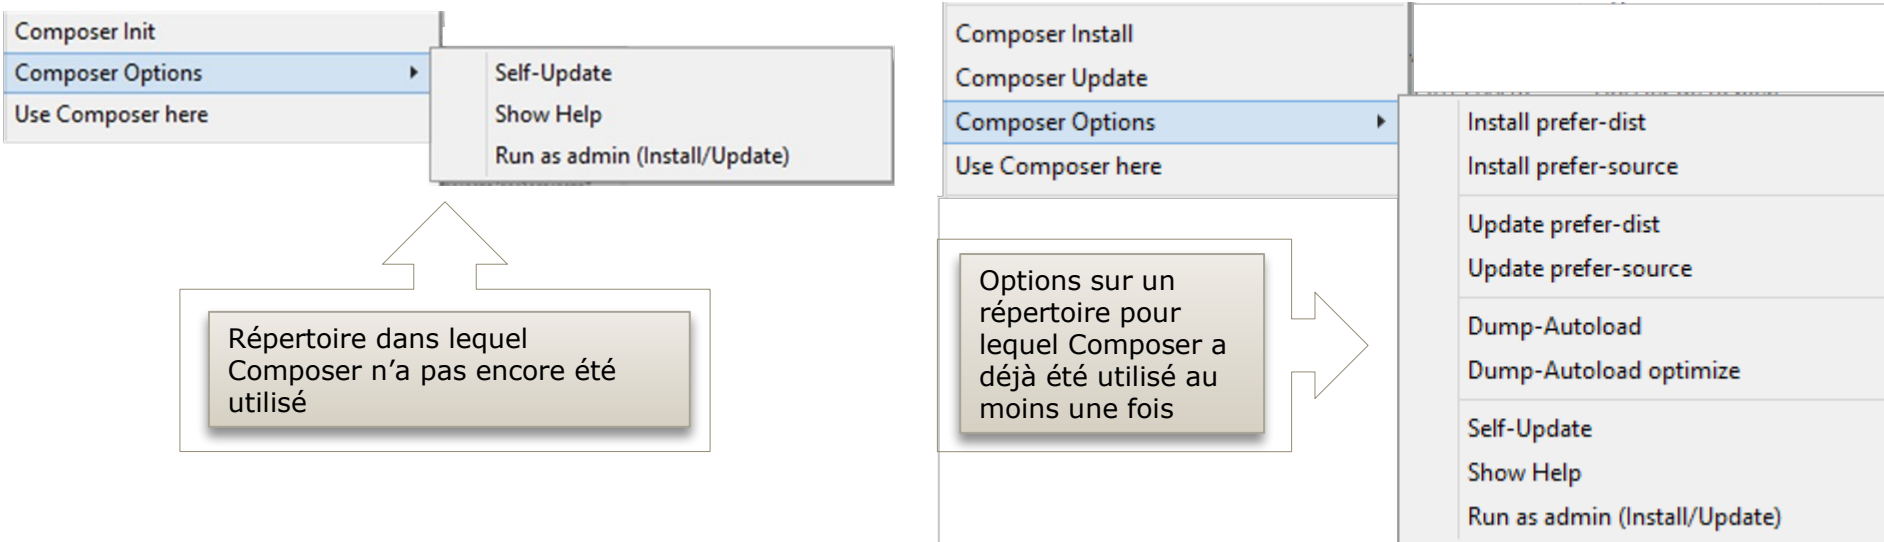 Composer Init
Composer Options
Use Composer here
Self-Update
Show Help
Run as admin (Install/Update)
Répertoire dans lequel
Composer n’a pas encore été
utilisé
Composer Install
Composer Update
Composer Options
Use Composer here
Install prefer-dist
Install prefer-source
Update prefer-dist
Update prefer-source
Dump-Autoload
Dump-Autoload optimize
Self-Update
Show Help
Run as admin (Install/Update)
Options sur un
répertoire pour
lequel Composer a
déjà été utilisé au
moins une fois